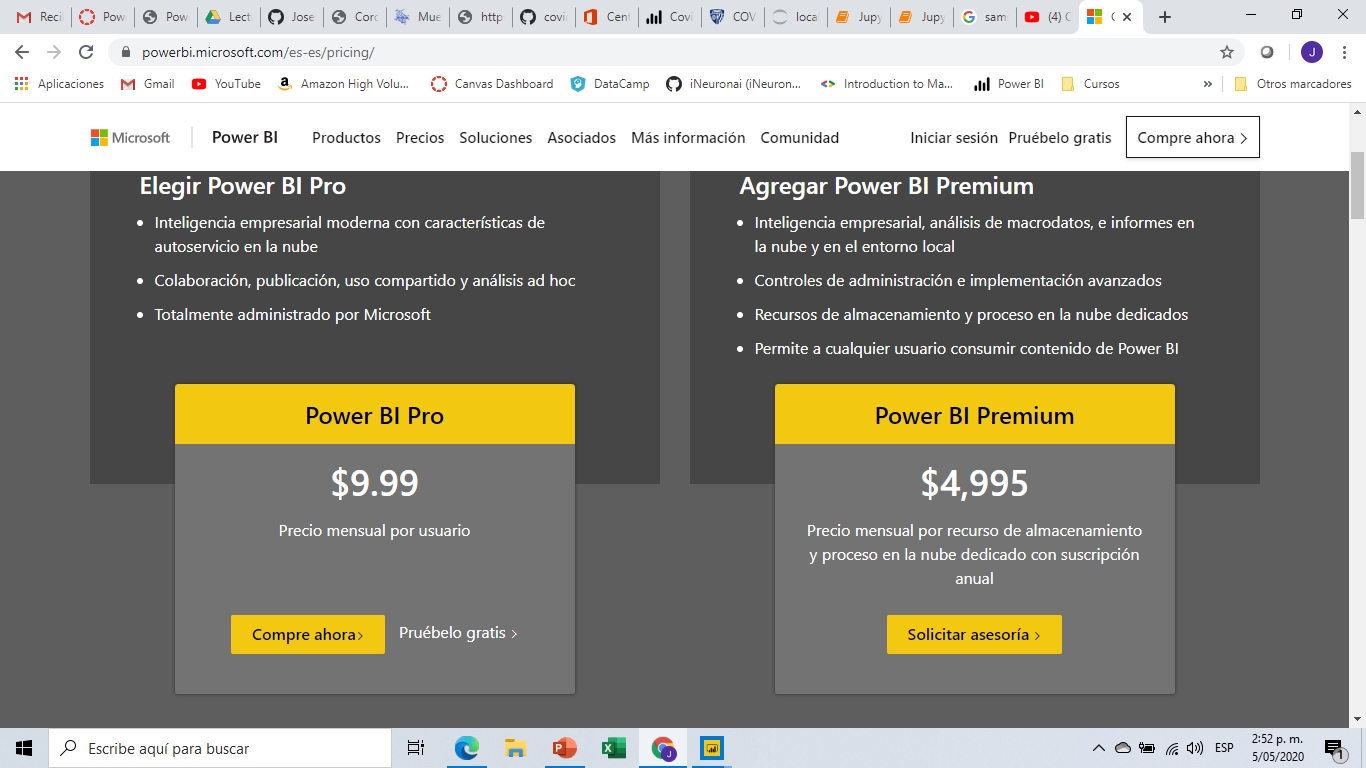 Reci
Pow
Pow
Lect
Jose
Coro
Mue
http
covi
Cent
Covi
COV
local
Jupy
Jupy
sam
(4) C
powerbi.microsoft.com/es-es/pricing/
J
Aplicaciones
Gmail
YouTube
Amazon High Volu...
Canvas Dashboard
DataCamp
iNeuronai (iNeuron...
Introduction to Ma...
Power BI
Cursos
»
Otros marcadores
Microsoft
Power BI
Productos
Precios
Soluciones
Asociados
Más información
Comunidad
Iniciar sesión
Pruébelo gratis
Compre ahora
Elegir Power BI Pro
• Inteligencia empresarial moderna con características de
autoservicio en la nube
• Colaboración, publicación, uso compartido y análisis ad hoc
• Totalmente administrado por Microsoft
Power BI Pro
$9.99
Precio mensual por usuario
Compre ahora
Pruébelo gratis
Agregar Power BI Premium
• Inteligencia empresarial, análisis de macrodatos, e informes en
la nube y en el entorno local
• Controles de administración e implementación avanzados
• Recursos de almacenamiento y proceso en la nube dedicados
• Permite a cualquier usuario consumir contenido de Power BI
Power BI Premium
$4,995
Precio mensual por recurso de almacenamiento
y proceso en la nube dedicado con suscripción
anual
Solicitar asesoría
Escribe aquí para buscar
ESP
2:52 p. m.
5/05/2020
1